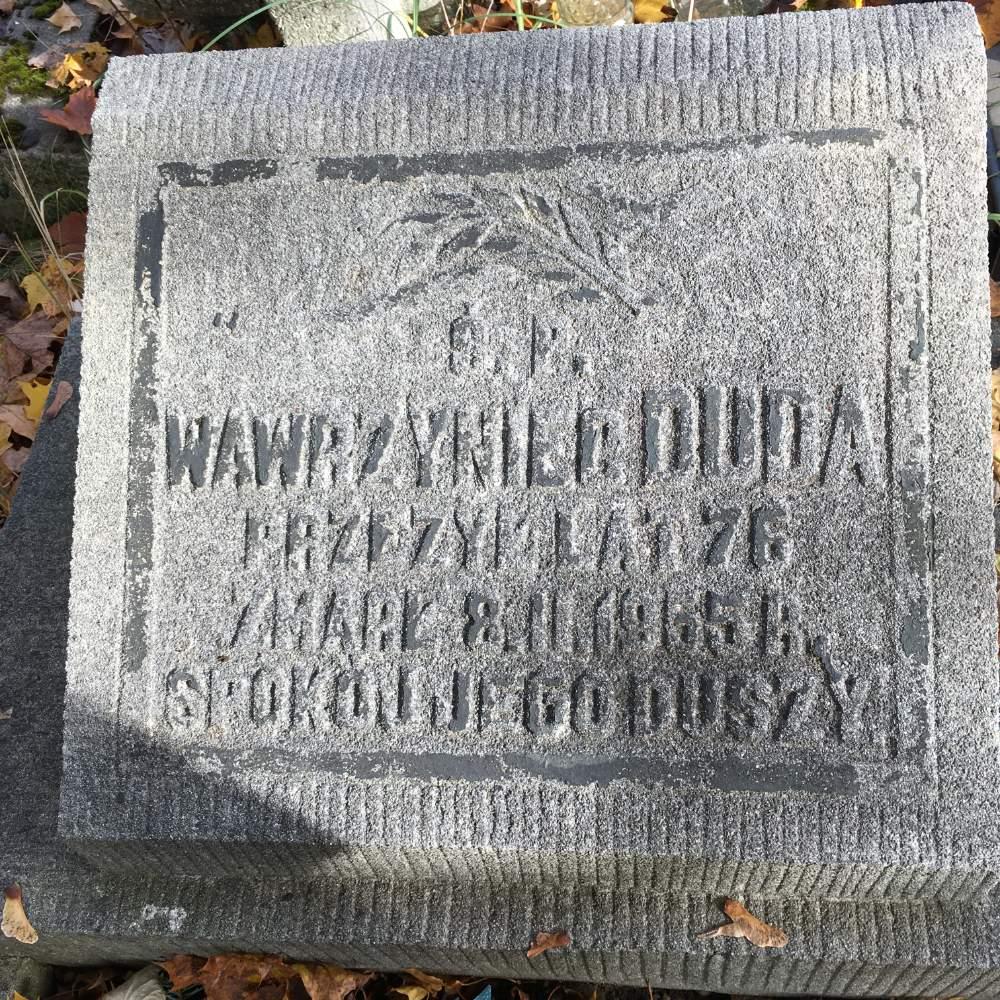 Ś.P.
WAWRZYNIEC DUDA
PRZEŻYŁ LAT 76
ZMARŁ 8.II.1965 R.
SPOKÓJ JEGO DUSZY